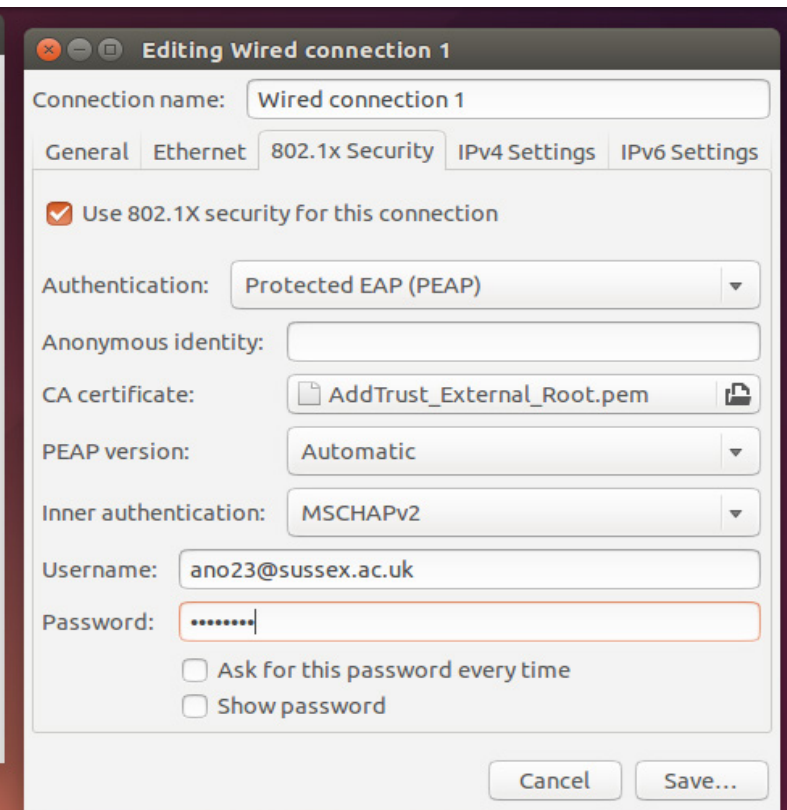 Editing Wired connection 1
Connection name: Wired connection 1
General Ethernet 802.1x Security IPv4 Settings IPv6 Settings
Use 802.1X security for this connection
Authentication: Protected EAP (PEAP)
Anonymous identity:
CA certificate: AddTrust_External_Root.pem
PEAP version: Automatic
Inner authentication: MSCHAPv2
Username: ano23@sussex.ac.uk
Password: ••••••••
Ask for this password every time
Show password
Cancel Save...